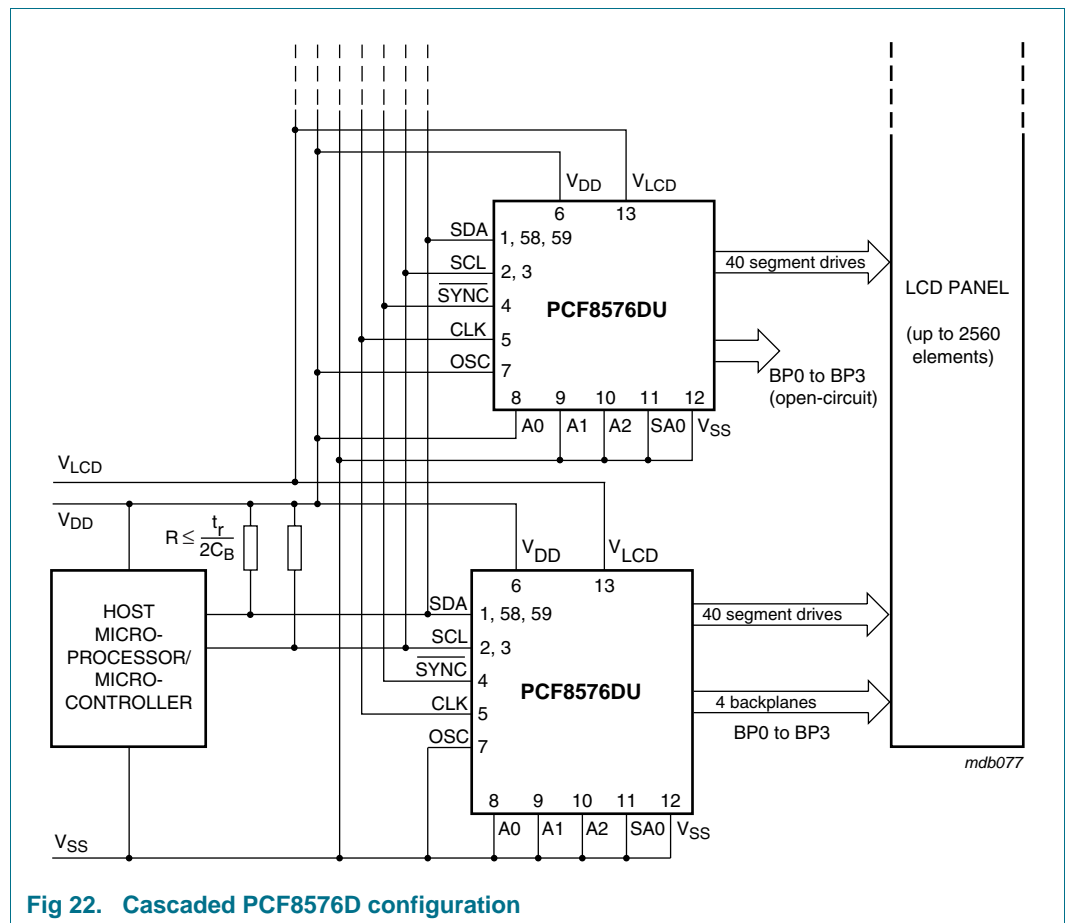 VDD
VLCD
6
13
SDA
1, 58, 59
SCL
2, 3
SYNC
4
CLK
5
OSC
7
PCF8576DU
40 segment drives
BP0 to BP3
(open-circuit)
8 9 10 11 12
A0 A1 A2 SA0 VSS
LCD PANEL
(up to 2560
elements)
VLCD
VDD
R ≤ tr/2CB
HOST
MICRO-
PROCESSOR/
MICRO-
CONTROLLER
VDD
VLCD
6
13
SDA
1, 58, 59
SCL
2, 3
SYNC
4
CLK
5
OSC
7
PCF8576DU
40 segment drives
4 backplanes
BP0 to BP3
8 9 10 11 12
A0 A1 A2 SA0 VSS
VSS
mdb077
Fig 22. Cascaded PCF8576D configuration